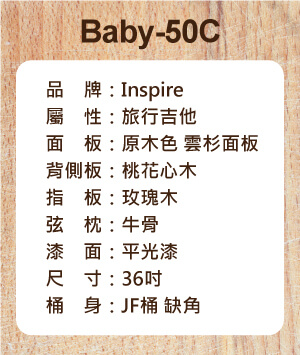 Baby-50C
品　牌：Inspire
屬　性：旅行吉他
面　板：原木色 雲杉面板
背側板：桃花心木
指　板：玫瑰木
弦　枕：牛骨
漆　面：平光漆
尺　寸：36吋
桶　身：JF桶 缺角